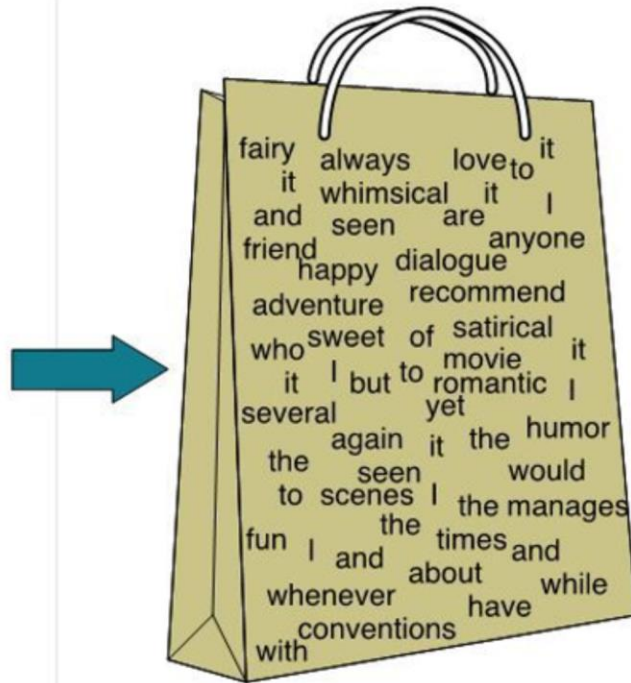 fairy always love to it
it whimsical it I
and seen are
friend anyone
happy dialogue
adventure recommend
who sweet of satirical it
it I but to movie
romantic I
several yet
again it the humor
the seen would
to scenes I the manages
fun the times and
I and about while
whenever have
conventions
with